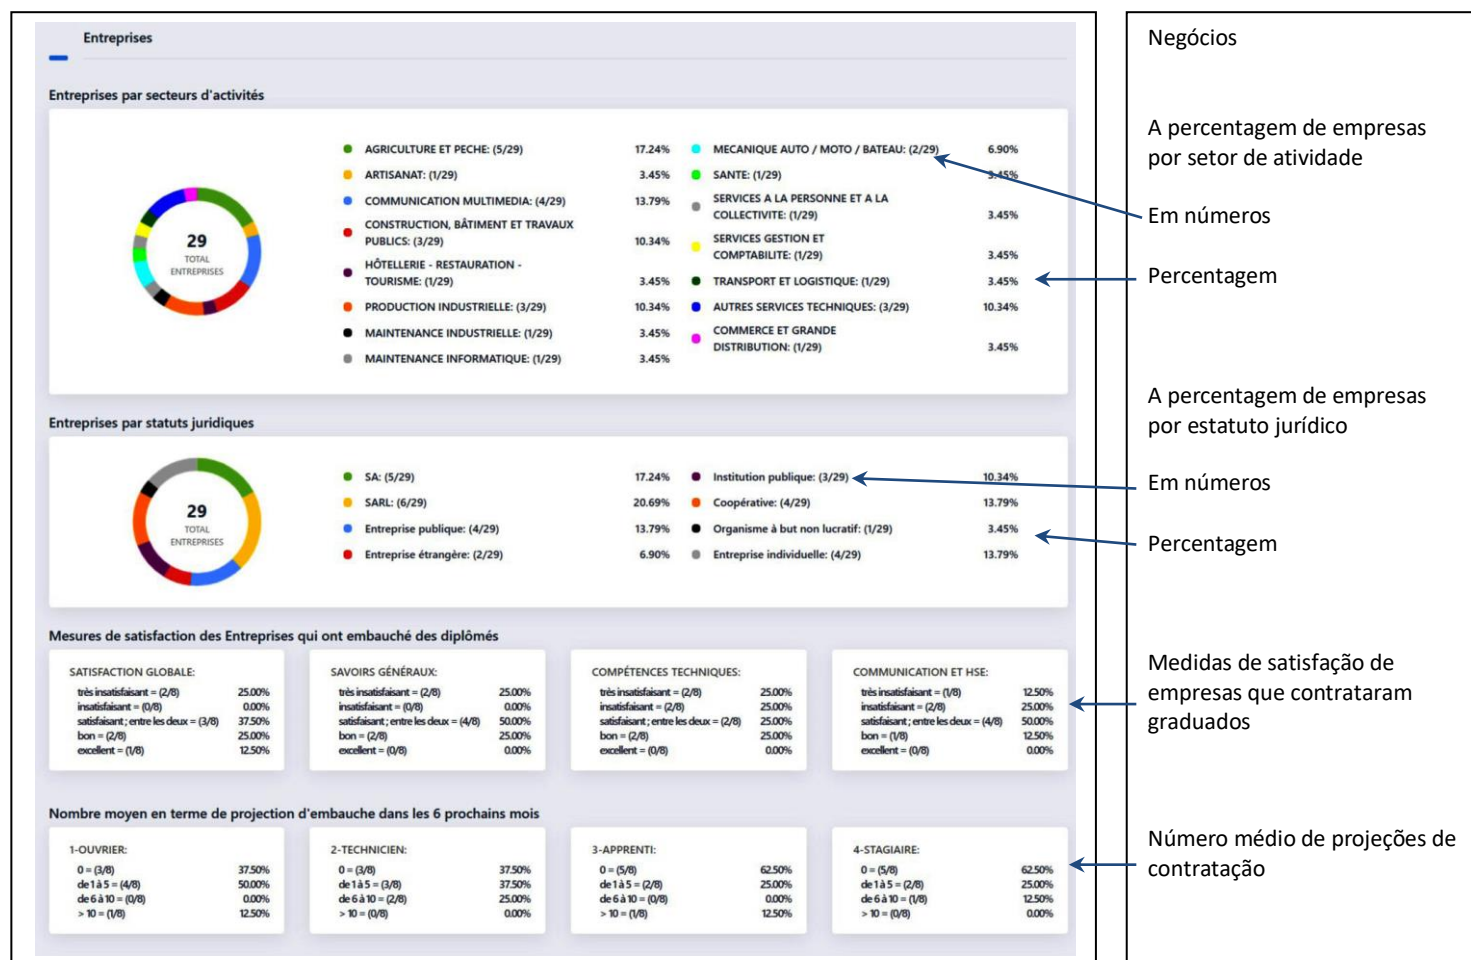 Entreprises
Entreprises par secteurs d'activités
29
TOTAL
ENTREPRISES
AGRICULTURE ET PECHE: (5/29) 17.24%
ARTISANAT: (1/29) 3.45%
COMMUNICATION MULTIMEDIA: (4/29) 13.79%
CONSTRUCTION, BÂTIMENT ET TRAVAUX
PUBLICS: (3/29) 10.34%
HÔTELLERIE - RESTAURATION -
TOURISME: (1/29) 3.45%
PRODUCTION INDUSTRIELLE: (3/29) 10.34%
MAINTENANCE INDUSTRIELLE: (1/29) 3.45%
MAINTENANCE INFORMATIQUE: (1/29) 3.45%
MECANIQUE AUTO / MOTO / BATEAU: (2/29) 6.90%
SANTE: (1/29) 3.45%
SERVICES A LA PERSONNE ET A LA
COLLECTIVITE: (1/29) 3.45%
SERVICES GESTION ET
COMPTABILITE: (1/29) 3.45%
TRANSPORT ET LOGISTIQUE: (1/29) 3.45%
AUTRES SERVICES TECHNIQUES: (3/29) 10.34%
COMMERCE ET GRANDE
DISTRIBUTION: (1/29) 3.45%
Entreprises par statuts juridiques
29
TOTAL
ENTREPRISES
SA: (5/29) 17.24%
SARL: (6/29) 20.69%
Entreprise publique: (4/29) 13.79%
Entreprise étrangère: (2/29) 6.90%
Institution publique: (3/29) 10.34%
Coopérative: (4/29) 13.79%
Organisme à but non lucratif: (1/29) 3.45%
Entreprise individuelle: (4/29) 13.79%
Mesures de satisfaction des Entreprises qui ont embauché des diplômés
SATISFACTION GLOBALE:
très insatisfaisant = (2/8) 25.00%
insatisfaisant = (0/8) 0.00%
satisfaisant ; entre les deux = (3/8) 37.50%
bon = (2/8) 25.00%
excellent = (1/8) 12.50%
SAVOIRS GÉNÉRAUX:
très insatisfaisant = (2/8) 25.00%
insatisfaisant = (0/8) 0.00%
satisfaisant ; entre les deux = (4/8) 50.00%
bon = (2/8) 25.00%
excellent = (0/8) 0.00%
COMPÉTENCES TECHNIQUES:
très insatisfaisant = (2/8) 25.00%
insatisfaisant = (2/8) 25.00%
satisfaisant ; entre les deux = (2/8) 25.00%
bon = (2/8) 25.00%
excellent = (0/8) 0.00%
COMMUNICATION ET HSE:
très insatisfaisant = (1/8) 12.50%
insatisfaisant = (2/8) 25.00%
satisfaisant ; entre les deux = (4/8) 50.00%
bon = (1/8) 12.50%
excellent = (0/8) 0.00%
Nombre moyen en terme de projection d'embauche dans les 6 prochains mois
1-OUVRIER:
0 = (3/8) 37.50%
de 1 à 5 = (4/8) 50.00%
de 6 à 10 = (0/8) 0.00%
> 10 = (1/8) 12.50%
2-TECHNICIEN:
0 = (3/8) 37.50%
de 1 à 5 = (3/8) 37.50%
de 6 à 10 = (2/8) 25.00%
> 10 = (0/8) 0.00%
3-APPRENTI:
0 = (5/8) 62.50%
de 1 à 5 = (2/8) 25.00%
de 6 à 10 = (0/8) 0.00%
> 10 = (1/8) 12.50%
4-STAGIAIRE:
0 = (5/8) 62.50%
de 1 à 5 = (2/8) 25.00%
de 6 à 10 = (1/8) 12.50%
> 10 = (0/8) 0.00%
Negócios
A percentagem de empresas
por setor de atividade
Em números
Percentagem
A percentagem de empresas
por estatuto jurídico
Em números
Percentagem
Medidas de satisfação de
empresas que contrataram
graduados
Número médio de projeções de
contratação